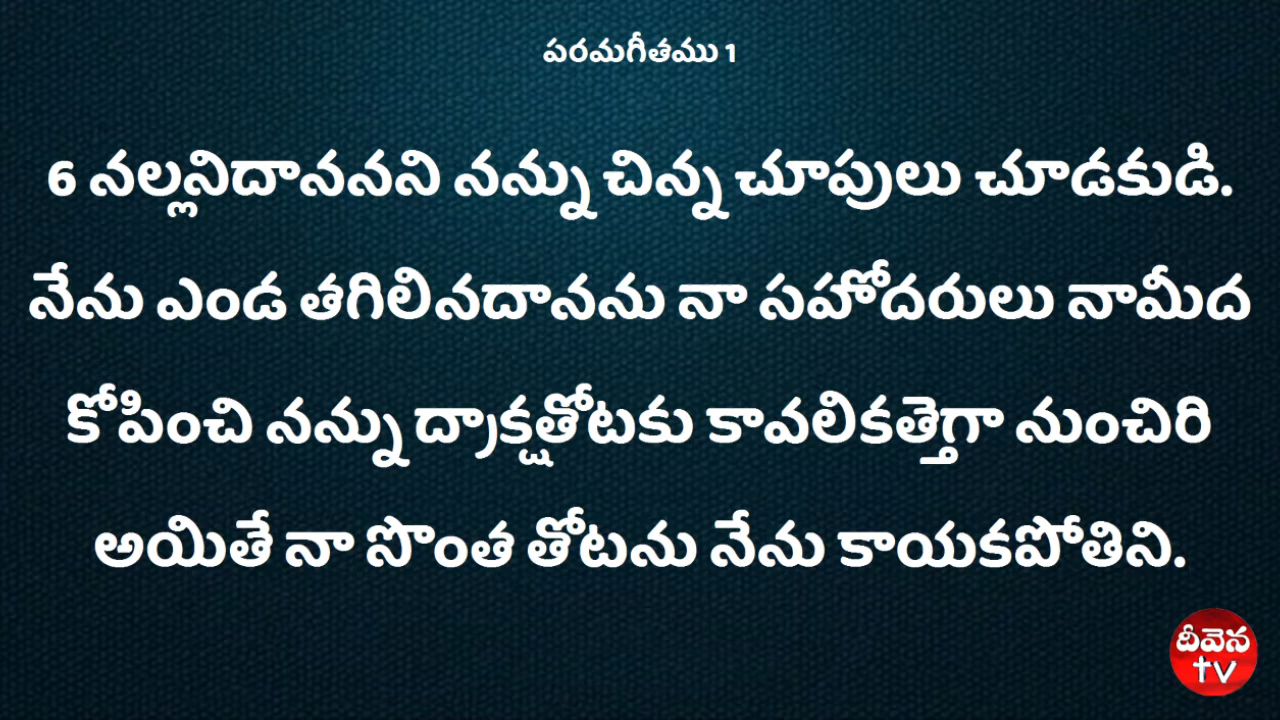 పరమగీతము 1
6 నల్లనిదాననని నన్ను చిన్న చూపులు చూడకుడి.
నేను ఎండ తగిలినదానను నా సహోదరులు నామీద
కోపించి నన్ను ద్రాక్షతోటకు కావలికత్తెగా నుంచిరి
అయితే నా సొంత తోటను నేను కాయకపోతిని.
దీవెన
tv